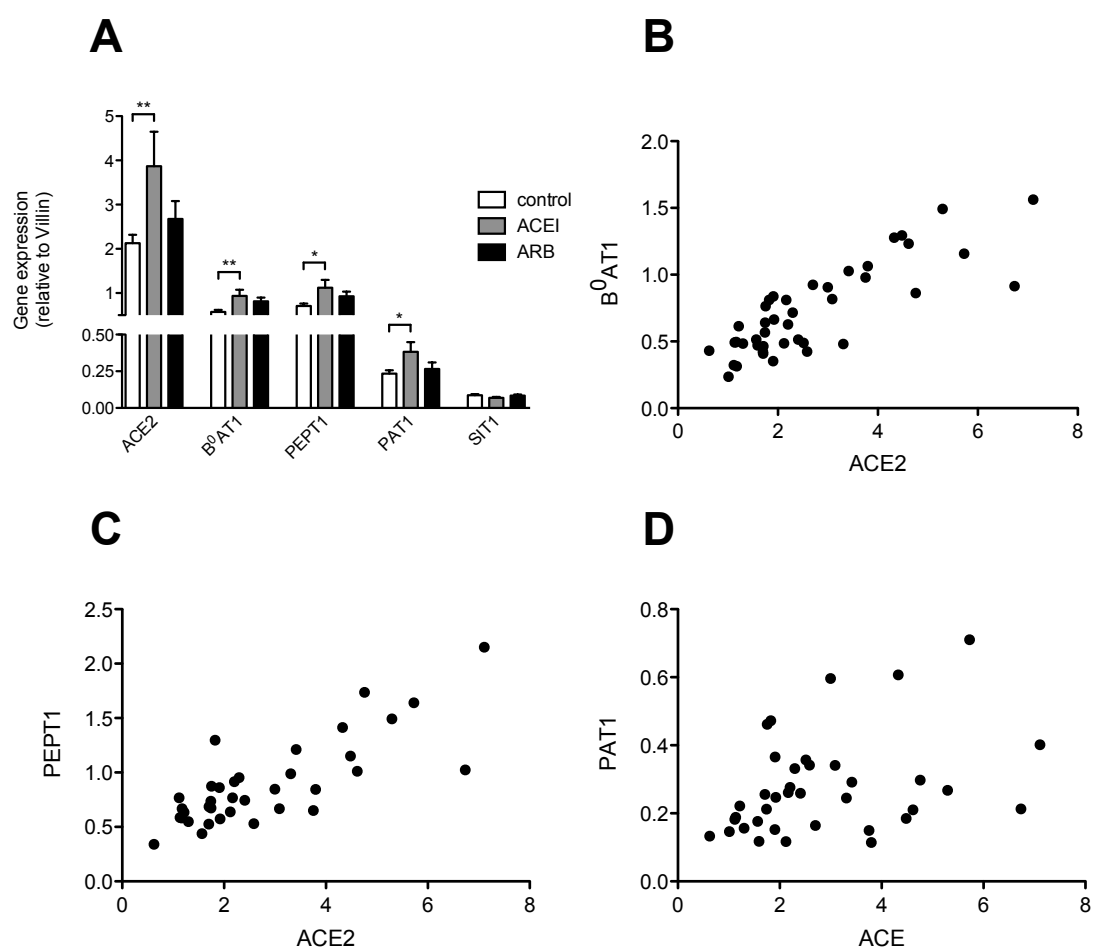 A
Gene expression
(relative to Villin)
5
4
3
2
1
0.50
0.25
0.00
**
**
*
*
control
ACEI
ARB
ACE2
B⁰AT1
PEPT1
PAT1
SIT1
B
B⁰AT1
2.0
1.5
1.0
0.5
0.0
0 2 4 6 8
ACE2
C
PEPT1
2.5
2.0
1.5
1.0
0.5
0.0
0 2 4 6 8
ACE2
D
PAT1
0.8
0.6
0.4
0.2
0.0
0 2 4 6 8
ACE